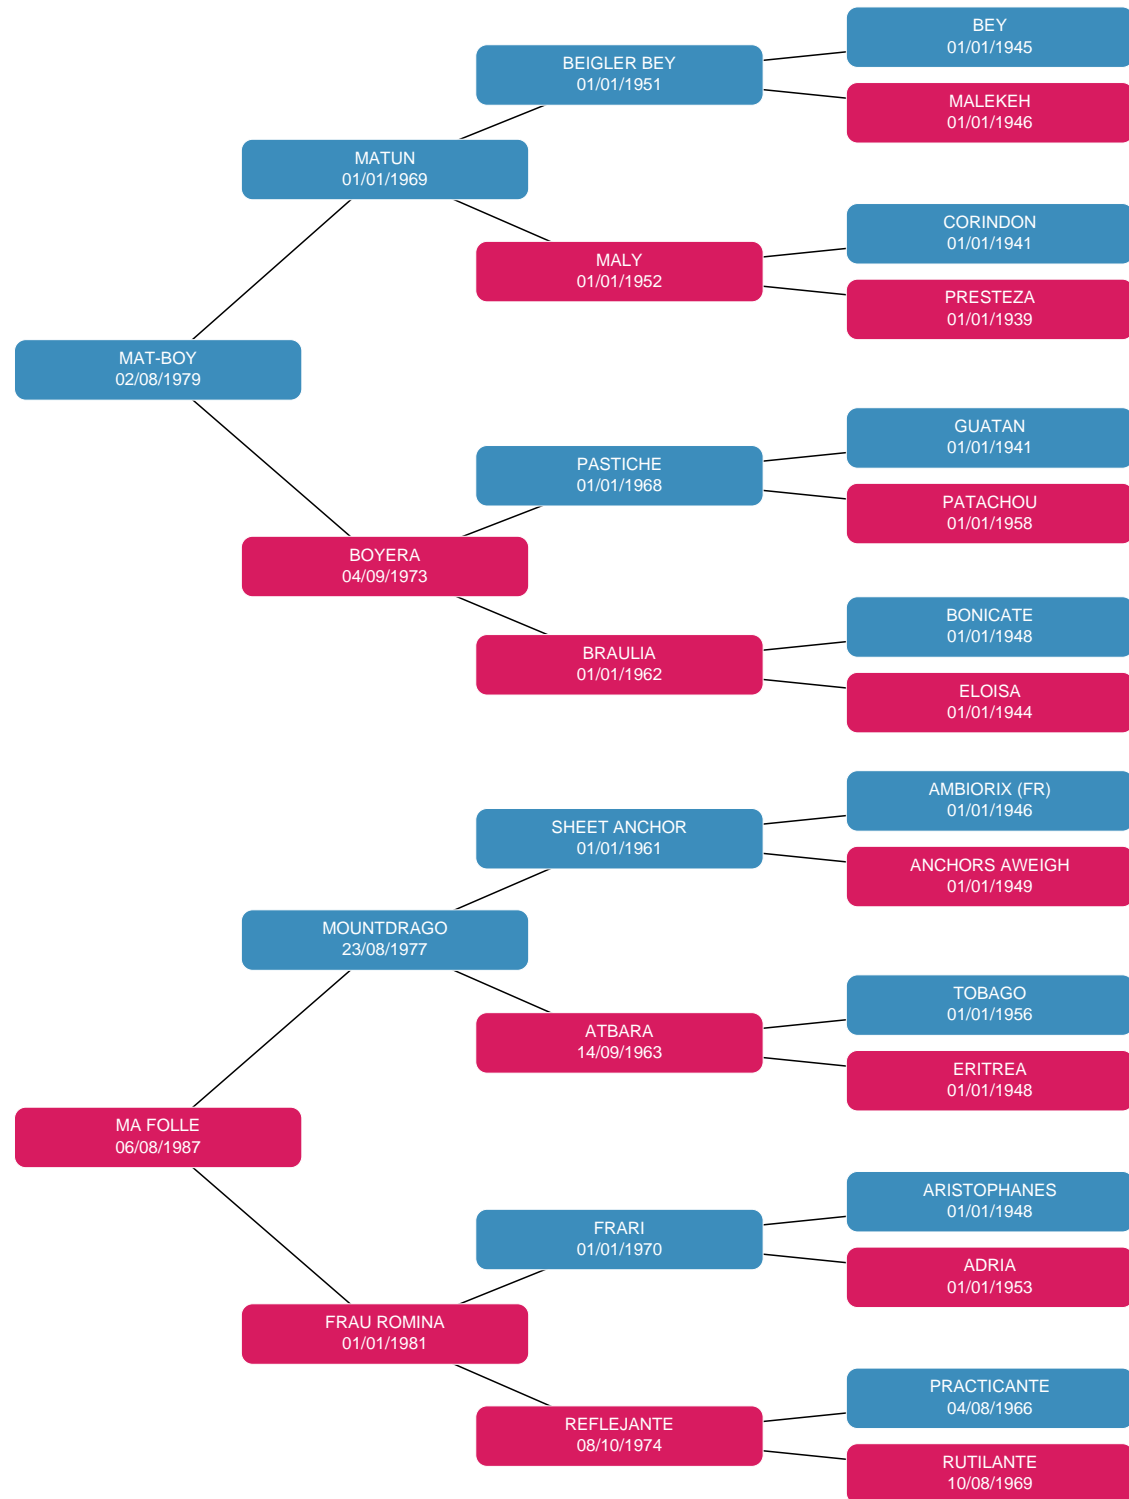 BEY
01/01/1945
BEIGLER BEY
01/01/1951
MALEKEH
01/01/1946
MATUN
01/01/1969
CORINDON
01/01/1941
MALY
01/01/1952
PRESTEZA
01/01/1939
MAT-BOY
02/08/1979
GUATAN
01/01/1941
PASTICHE
01/01/1968
PATACHOU
01/01/1958
BOYERA
04/09/1973
BONICATE
01/01/1948
BRAULIA
01/01/1962
ELOISA
01/01/1944
AMBIORIX (FR)
01/01/1946
SHEET ANCHOR
01/01/1961
ANCHORS AWEIGH
01/01/1949
MOUNTDRAGO
23/08/1977
TOBAGO
01/01/1956
ATBARA
14/09/1963
ERITREA
01/01/1948
MA FOLLE
06/08/1987
ARISTOPHANES
01/01/1948
FRARI
01/01/1970
ADRIA
01/01/1953
FRAU ROMINA
01/01/1981
PRACTICANTE
04/08/1966
REFLEJANTE
08/10/1974
RUTILANTE
10/08/1969